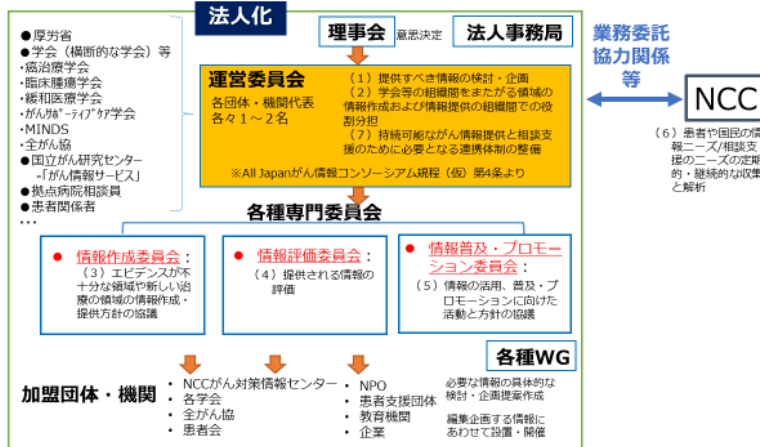 法人化
理事会 意思決定
法人事務局
●厚労省
●学会（横断的な学会）等
・癌治療学会
・臨床腫瘍学会
・緩和医療学会
・がんｻﾎﾟｰﾃｨﾌﾞｹｱ学会
・MINDS
・全がん協
●国立がん研究センター
-「がん情報サービス」
●拠点病院相談員
●患者関係者
・・・
運営委員会
各団体・機関代表
各々１～２名
（１）提供すべき情報の検討・企画
（２）学会等の組織間をまたがる領域の
情報作成および情報提供の組織間での役
割分担
（７）持続可能ながん情報提供と相談支
援のために必要となる連携体制の整備
※All Japanがん情報コンソーシアム規程（仮）第4条より
業務委託
協力関係
等
NCC
（６）患者や国民の情
報ニーズ/相談支
援のニーズの定期
的・継続的な収集
と解析
各種専門委員会
● 情報作成委員会：
（３）エビデンスが不
十分な領域や新しい治
療の領域の情報作成・
提供方針の協議
● 情報評価委員会：
（４）提供される情報の
評価
● 情報普及・プロモー
ション委員会：
（５）情報の活用、普及・プ
ロモーションに向けた
活動と方針の協議
各種WG
必要な情報の具体的な
検討・企画提案作成
編集企画する情報に
あわせて設置・開催
加盟団体・機関
• NCCがん対策情報センター
• 各学会
• 全がん協
• 患者会
• NPO
• 患者支援団体
• 教育機関
• 企業